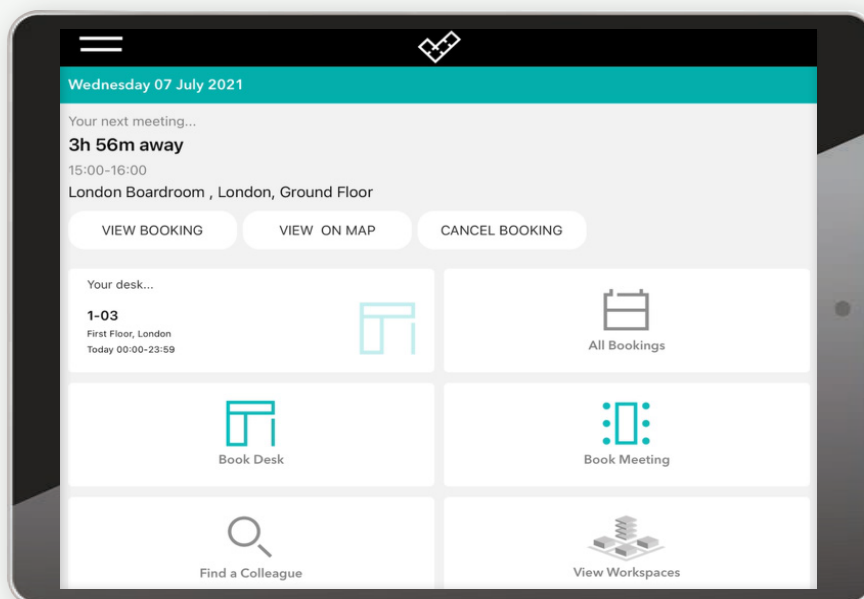 Wednesday 07 July 2021
Your next meeting...
3h 56m away
15:00-16:00
London Boardroom , London, Ground Floor
VIEW BOOKING
VIEW ON MAP
CANCEL BOOKING
Your desk...
1-03
First Floor, London
Today 00:00-23:59
All Bookings
Book Desk
Book Meeting
Find a Colleague
View Workspaces